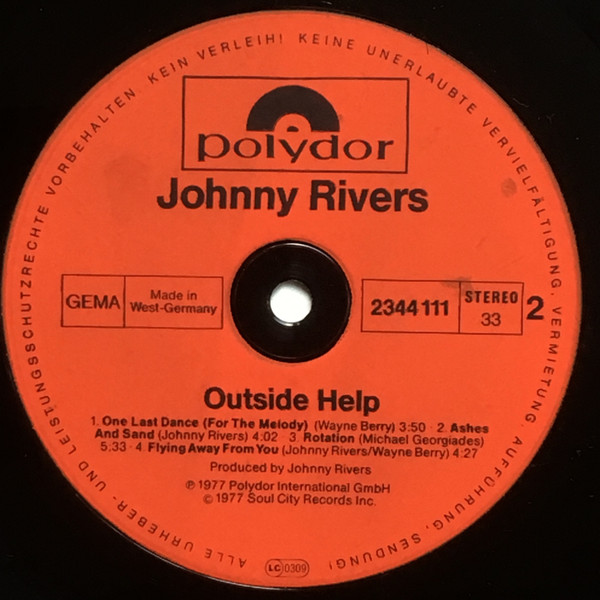 ALLE URHEBER- UND LEISTUNGSSCHUTZRECHTE VORBEHALTEN. KEIN VERLEIH! KEINE UNERLAUBTE VERVIELFÄLTIGUNG, VERMIETUNG, AUFFÜHRUNG, SENDUNG!
polydor
Johnny Rivers
GEMA
Made in
West-Germany
2344 111
STEREO
33
2
Outside Help
1. One Last Dance (For The Melody) (Wayne Berry) 3:50 · 2. Ashes
And Sand (Johnny Rivers) 4:02 · 3. Rotation (Michael Georgiades)
5:33 · 4. Flying Away From You (Johnny Rivers/Wayne Berry) 4:27
Produced by Johnny Rivers
℗ 1977 Polydor International GmbH
© 1977 Soul City Records Inc.
LC 0309